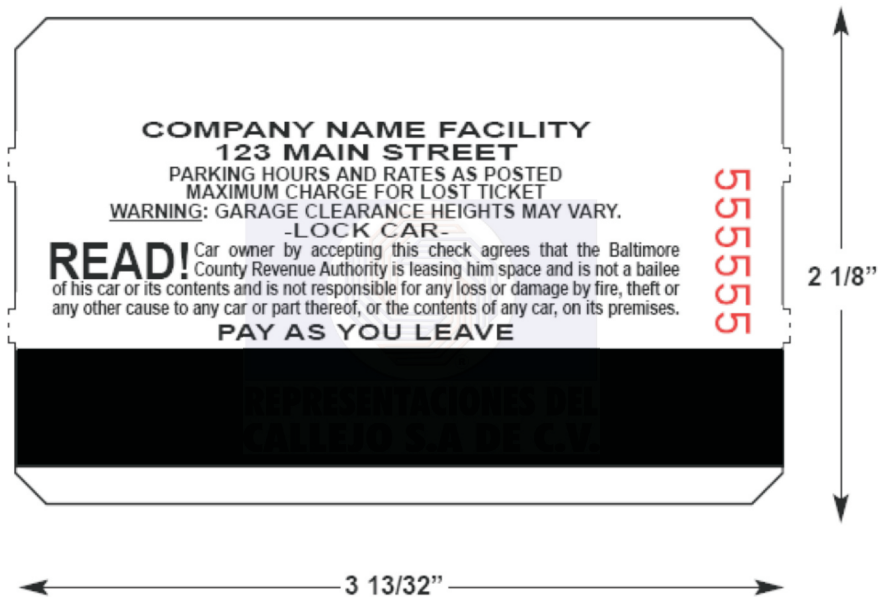 COMPANY NAME FACILITY
123 MAIN STREET
PARKING HOURS AND RATES AS POSTED
MAXIMUM CHARGE FOR LOST TICKET
WARNING: GARAGE CLEARANCE HEIGHTS MAY VARY.
-LOCK CAR-
READ! Car owner by accepting this check agrees that the Baltimore
County Revenue Authority is leasing him space and is not a bailee
of his car or its contents and is not responsible for any loss or damage by fire, theft or
any other cause to any car or part thereof, or the contents of any car, on its premises.
PAY AS YOU LEAVE
555555
REPRESENTACIONES DEL
CALLEJO S.A DE C.V.
2 1/8”
3 13/32”